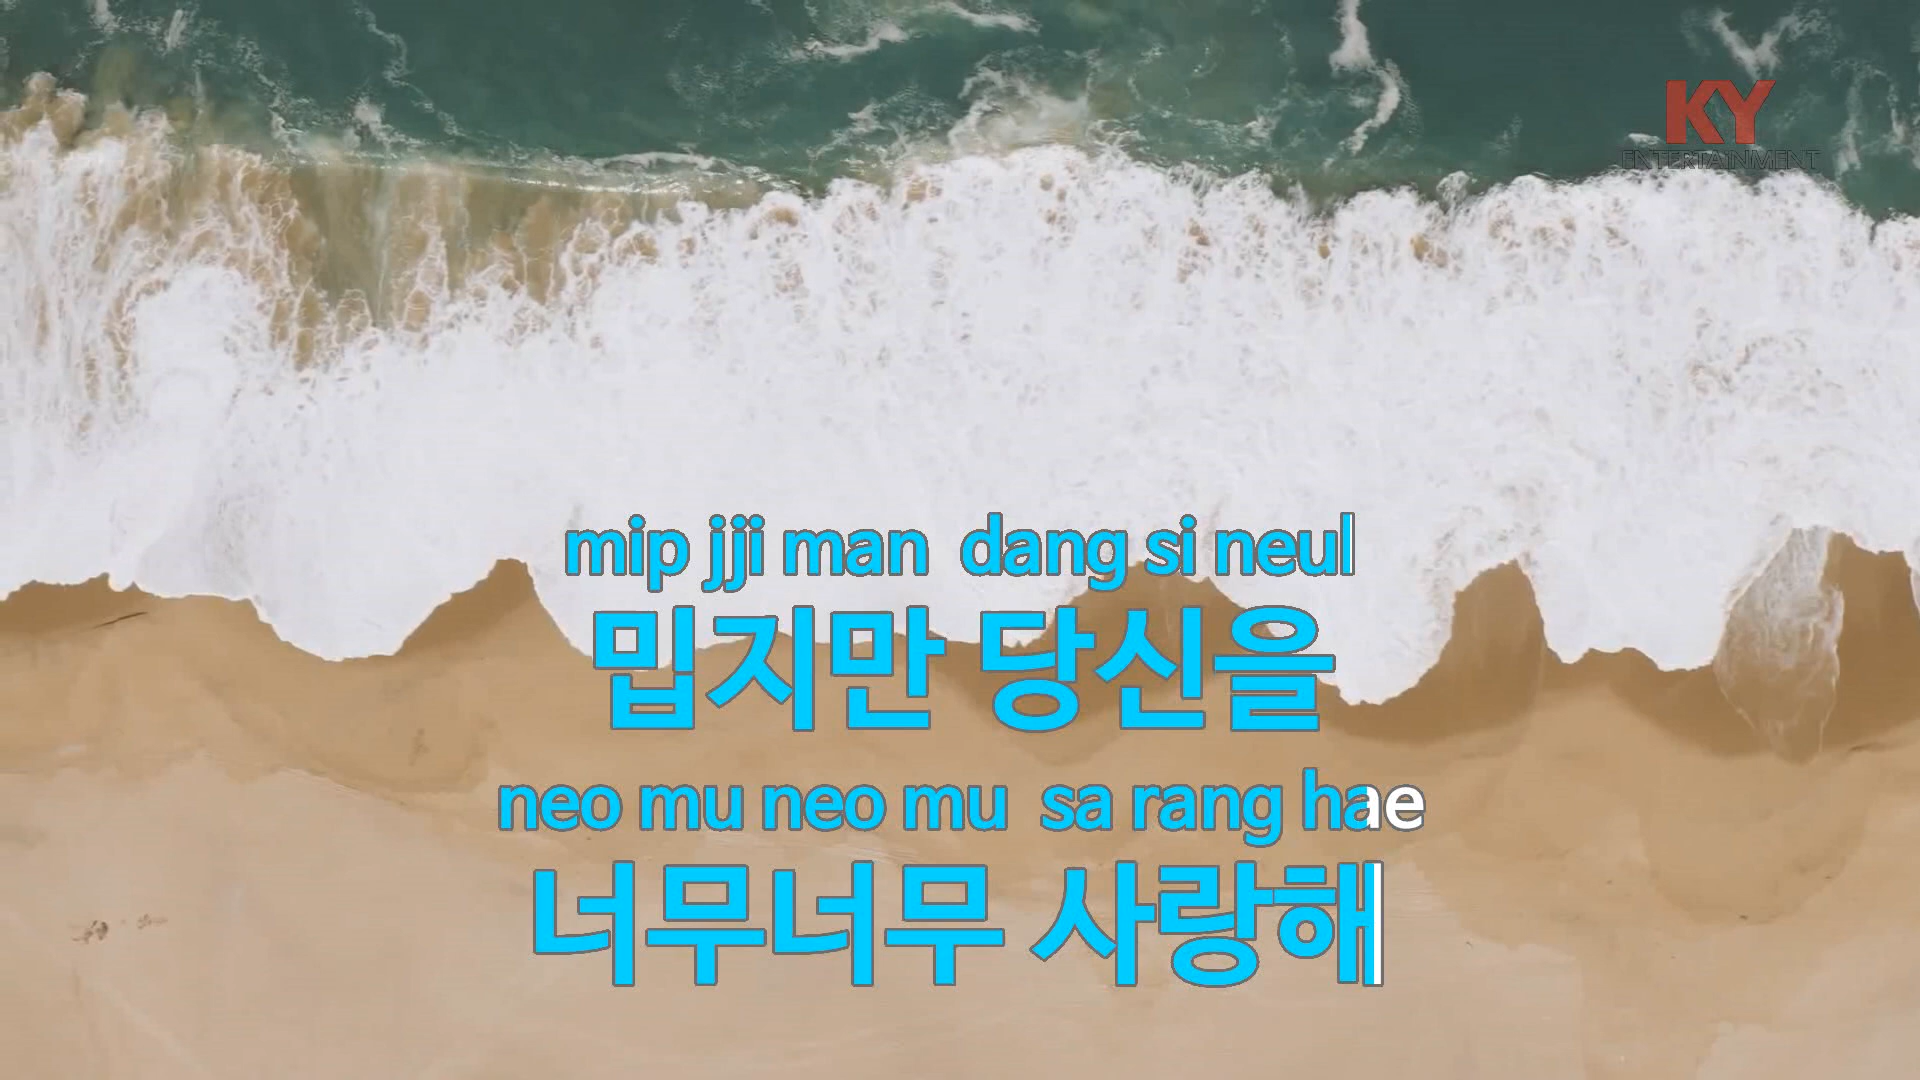 KY
ENTERTAINMENT
mip jji man dang si neul
밉지만 당신을
neo mu neo mu sa rang hae
너무너무 사랑해